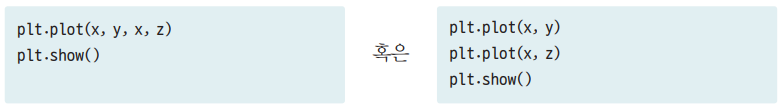 plt.plot(x, y, x, z)
plt.show()
혹은
plt.plot(x, y)
plt.plot(x, z)
plt.show()